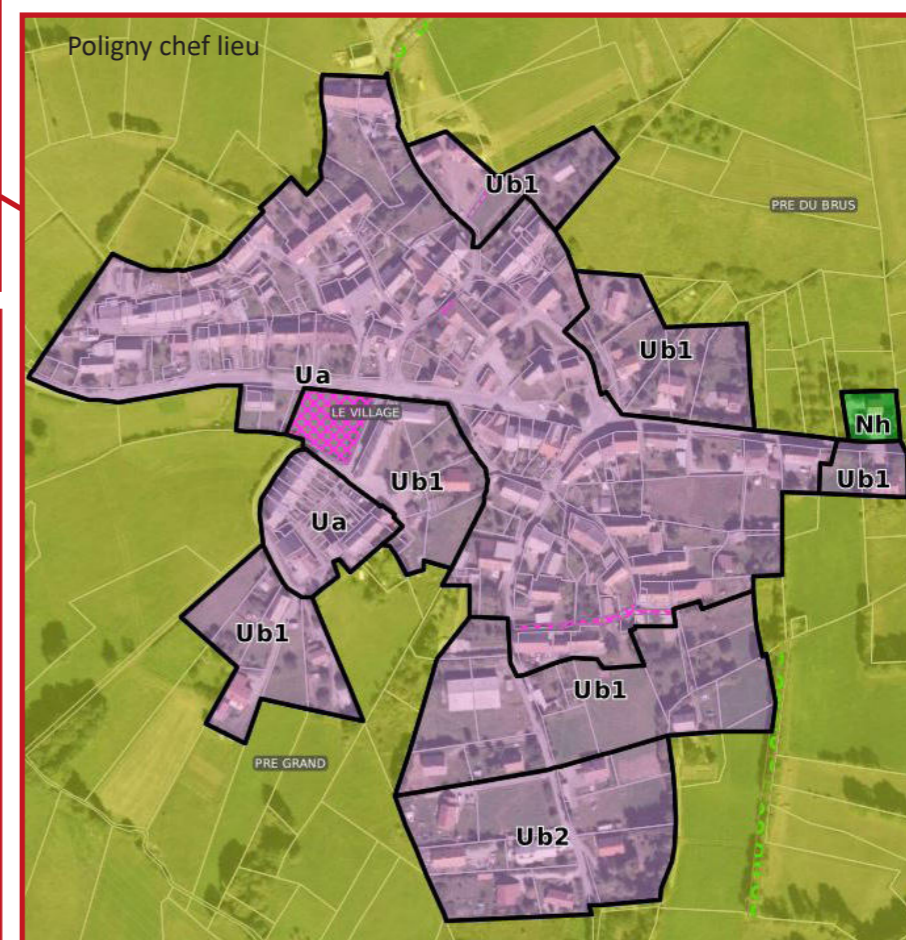 Poligny chef lieu
Ub1
PRE DU BRUS
Ub1
Ua
LE VILLAGE
Nh
Ub1
Ub1
Ua
Ub1
Ub1
PRE GRAND
Ub2